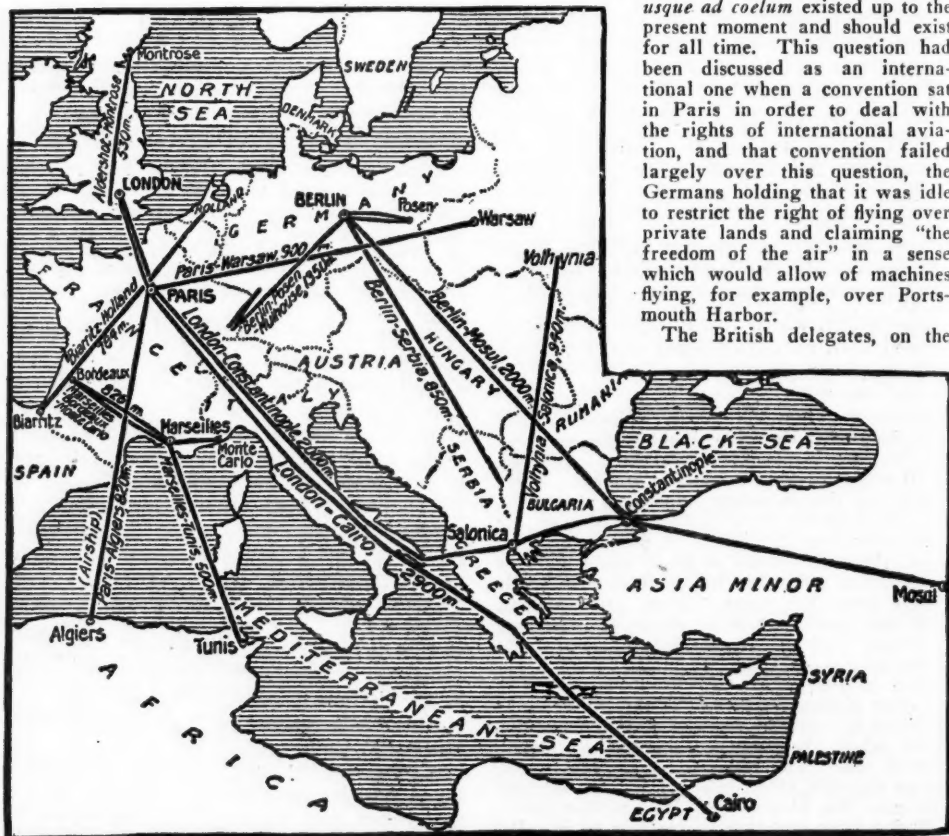 usque ad coelum existed up to the
present moment and should exist
for all time. This question had
been discussed as an interna-
tional one when a convention sat
in Paris in order to deal with
the rights of international avia-
tion, and that convention failed
largely over this question, the
Germans holding that it was idle
to restrict the right of flying over
private lands and claiming "the
freedom of the air" in a sense
which would allow of machines
flying, for example, over Ports-
mouth Harbor.
The British delegates, on the
Montrose
SWEDEN
NORTH
SEA
DENMARK
Aldershot-Montrose
530m.
LONDON
HOLLAND
BERLIN
GERMANY
Posen
Warsaw
Paris-Warsaw, 900
Volhynia
PARIS
Berlin-Posen
Mulhouse, 1350m.
FRANCE
Biarritz Holland
764m.
London-Constantinople, 2000m.
AUSTRIA
HUNGARY
Berlin-Serbia, 850m.
Berlin-Mosul, 2000m.
Volhynia Salonica, 540m.
RUMANIA
Bordeaux
826m.
Biarritz
Marseilles
Monte
Carlo
ITALY
SERBIA
BULGARIA
BLACK SEA
Constantinople
SPAIN
(Airship)
Paris-Algiers 820m.
Marseilles-Tunis, 500m.
London-Cairo,
2900m.
Salonica
GREECE
ASIA MINOR
Mosal
Algiers
Tunis
MEDITERRANEAN SEA
SYRIA
AFRICA
PALESTINE
Cairo
EGYPT